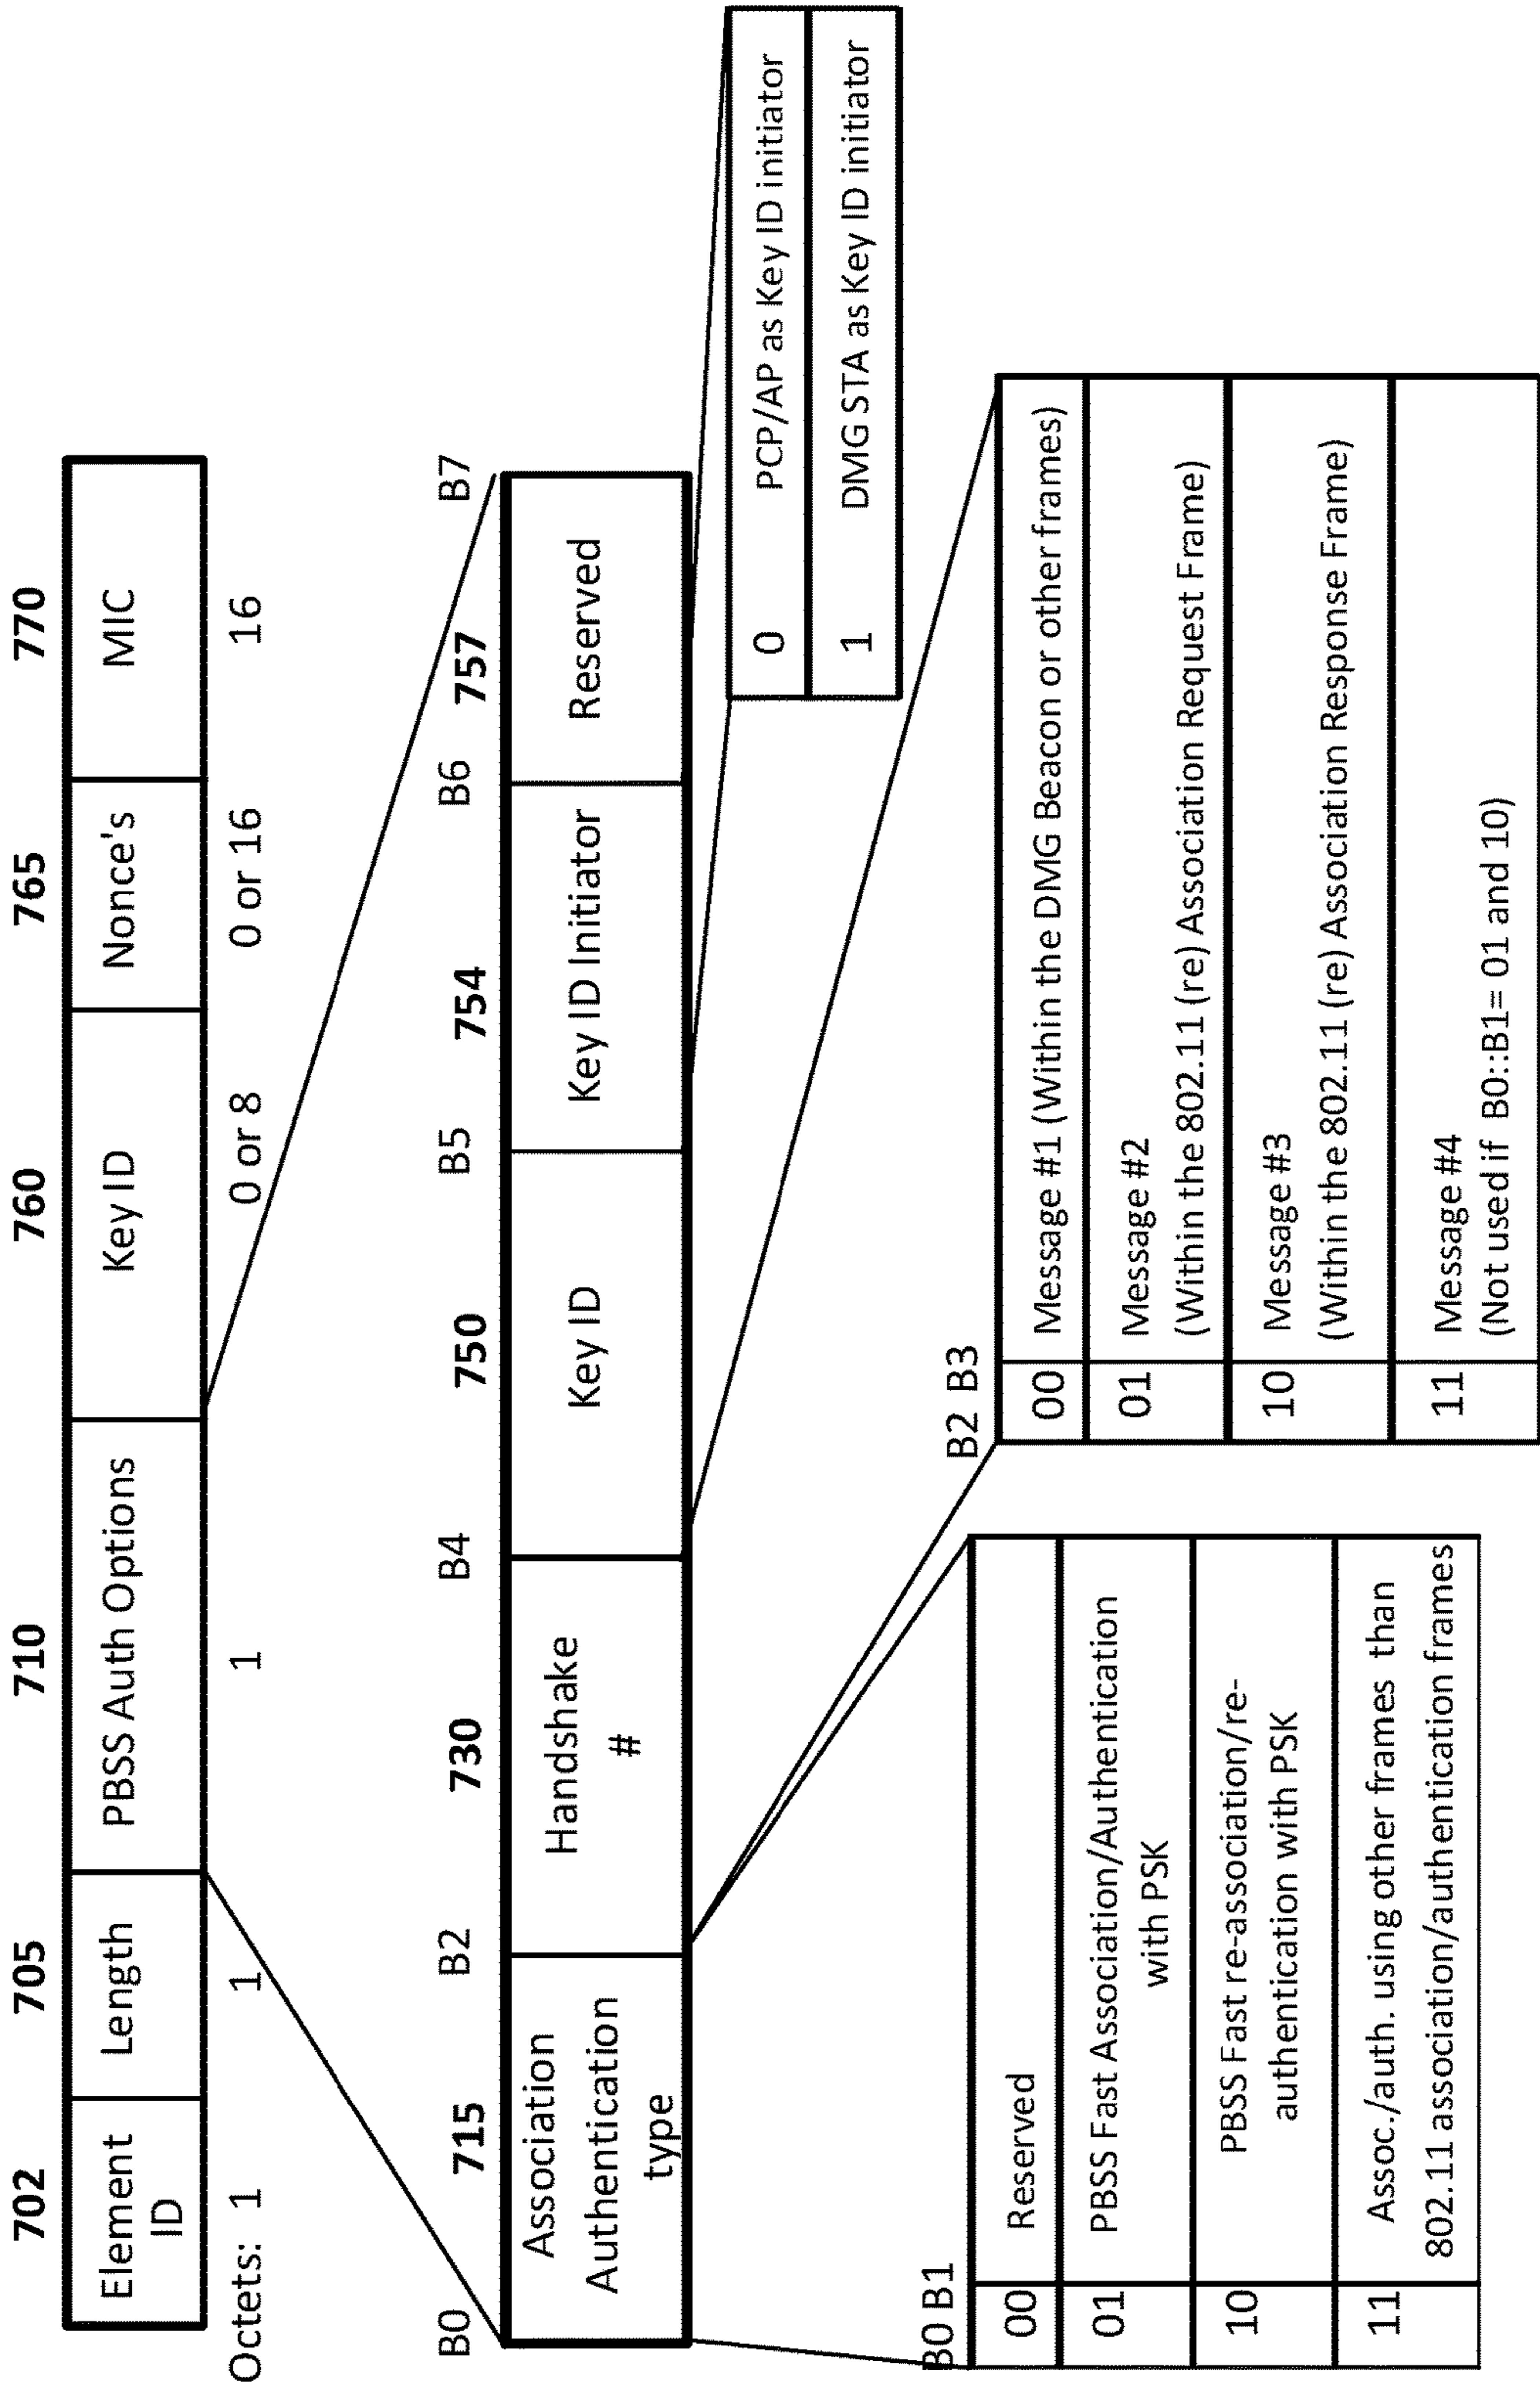 702 705 710 760 765 770
Element ID Length PBSS Auth Options Key ID Nonce's MIC
Octets: 1 1 1 0 or 8 0 or 16 16
B0 715 B2 730 B4 750 B5 754 B6 757 B7
Association
Authentication
type
Handshake
#
Key ID
Key ID Initiator
Reserved
0 PCP/AP as Key ID initiator
1 DMG STA as Key ID initiator
B0 B1
00 Reserved
01 PBSS Fast Association/Authentication
with PSK
10 PBSS Fast re-association/re-
authentication with PSK
11 Assoc./auth. using other frames than
802.11 association/authentication frames
B2 B3
00 Message #1 (Within the DMG Beacon or other frames)
01 Message #2
(Within the 802.11 (re) Association Request Frame)
10 Message #3
(Within the 802.11 (re) Association Response Frame)
11 Message #4
(Not used if B0::B1= 01 and 10)